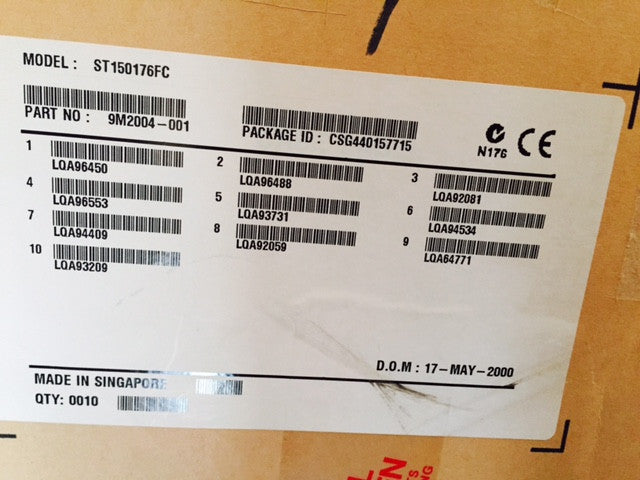 MODEL : ST150176FC
PART NO : 9M2004-001
PACKAGE ID : CSG440157715
N176 CE
1 LQA96450
2 LQA96488
3 LQA92081
4 LQA96553
5 LQA93731
6 LQA94534
7 LQA94409
8 LQA92059
9 LQA64771
10 LQA93209
D.O.M : 17-MAY-2000
MADE IN SINGAPORE
QTY: 0010